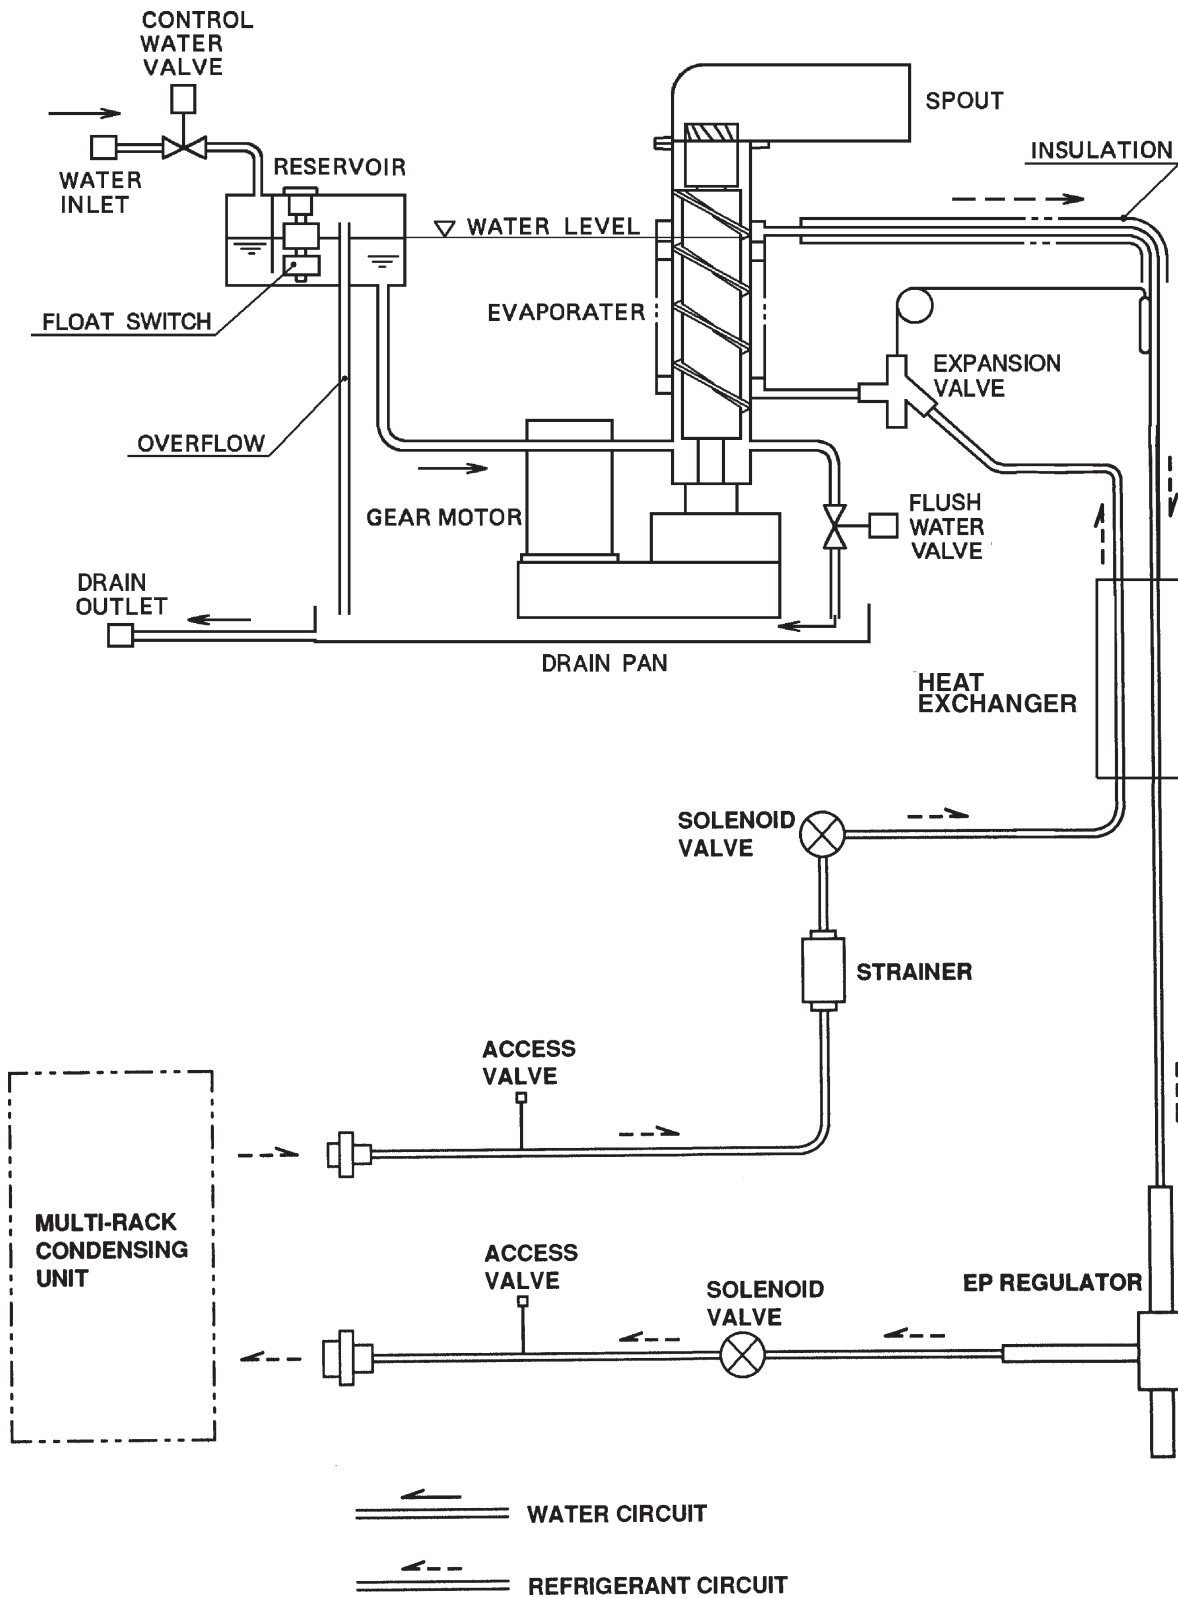 CONTROL
WATER
VALVE
SPOUT
INSULATION
RESERVOIR
WATER
INLET
WATER LEVEL
EVAPORATER
FLOAT SWITCH
EXPANSION
VALVE
OVERFLOW
GEAR MOTOR
FLUSH
WATER
VALVE
DRAIN
OUTLET
DRAIN PAN
HEAT
EXCHANGER
SOLENOID
VALVE
STRAINER
ACCESS
VALVE
MULTI-RACK
CONDENSING
UNIT
ACCESS
VALVE
SOLENOID
VALVE
EP REGULATOR
WATER CIRCUIT
REFRIGERANT CIRCUIT